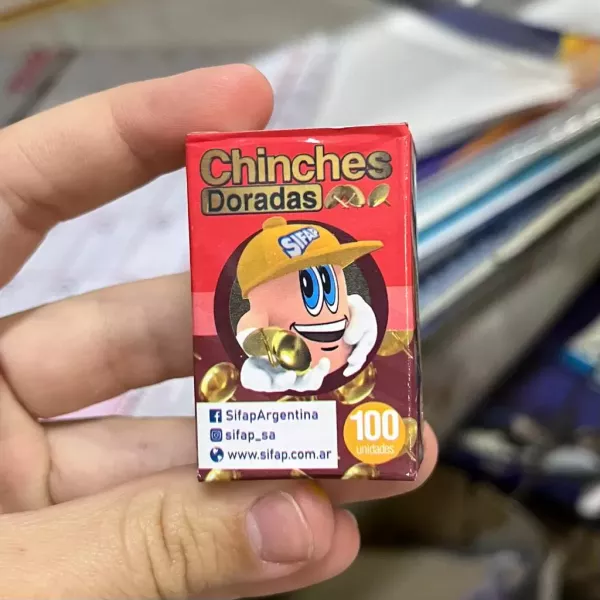 Chinches
Doradas
SIFAP
SifapArgentina
sifap_sa
www.sifap.com.ar
100
unidades